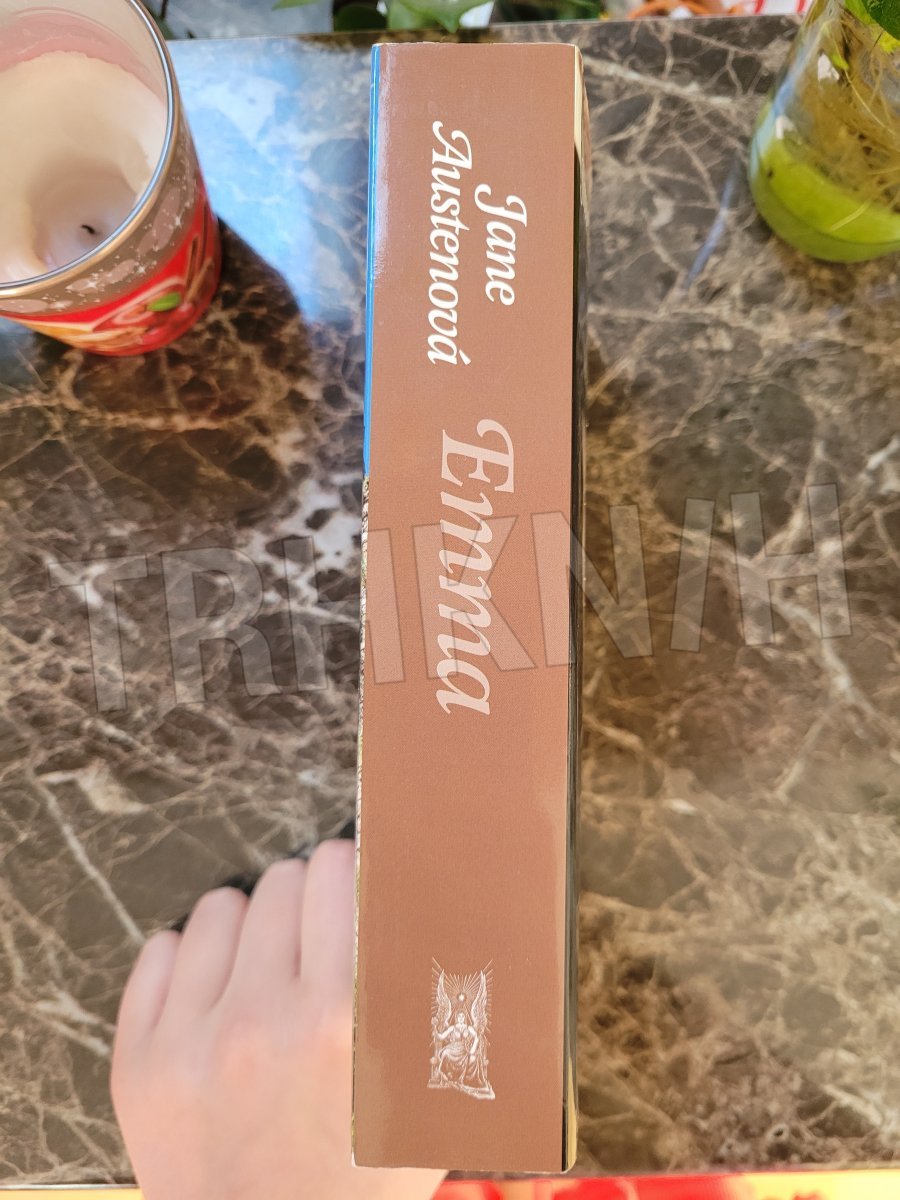 Jane
Austenová
Emma
TRHKNIH